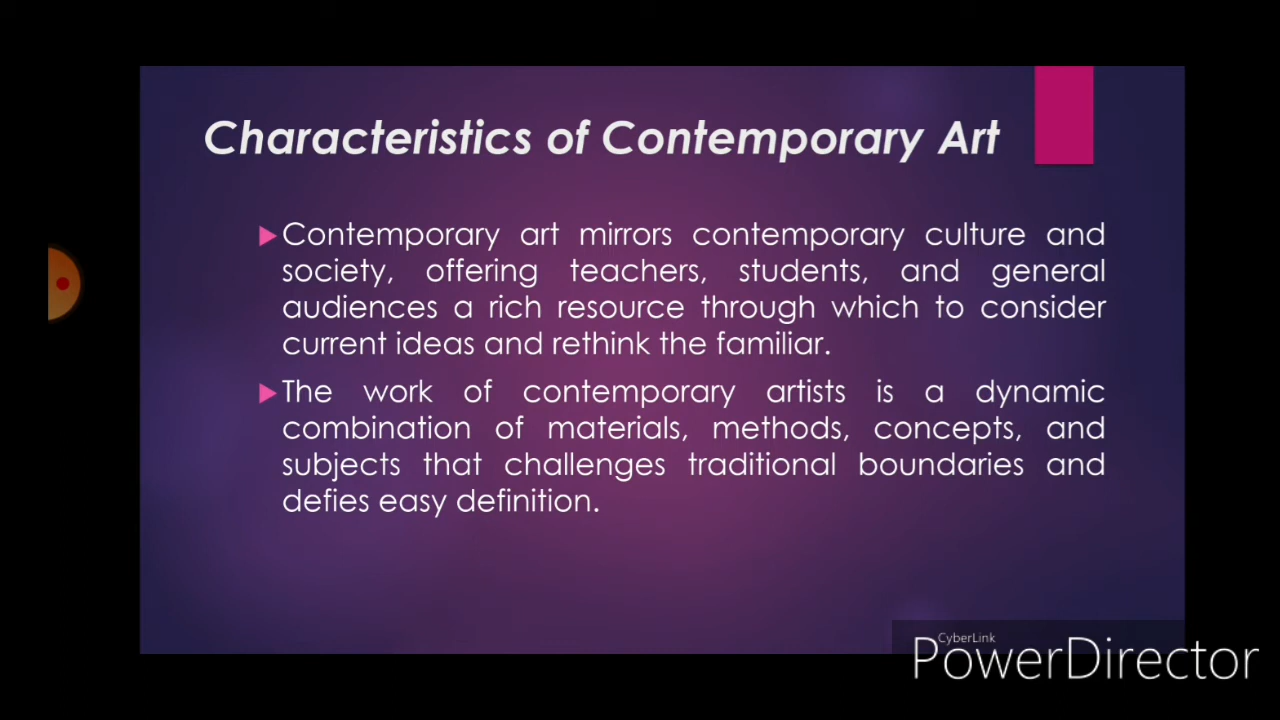 Characteristics of Contemporary Art
Contemporary art mirrors contemporary culture and
society, offering teachers, students, and general
audiences a rich resource through which to consider
current ideas and rethink the familiar.
The work of contemporary artists is a dynamic
combination of materials, methods, concepts, and
subjects that challenges traditional boundaries and
defies easy definition.
CyberLink
PowerDirector